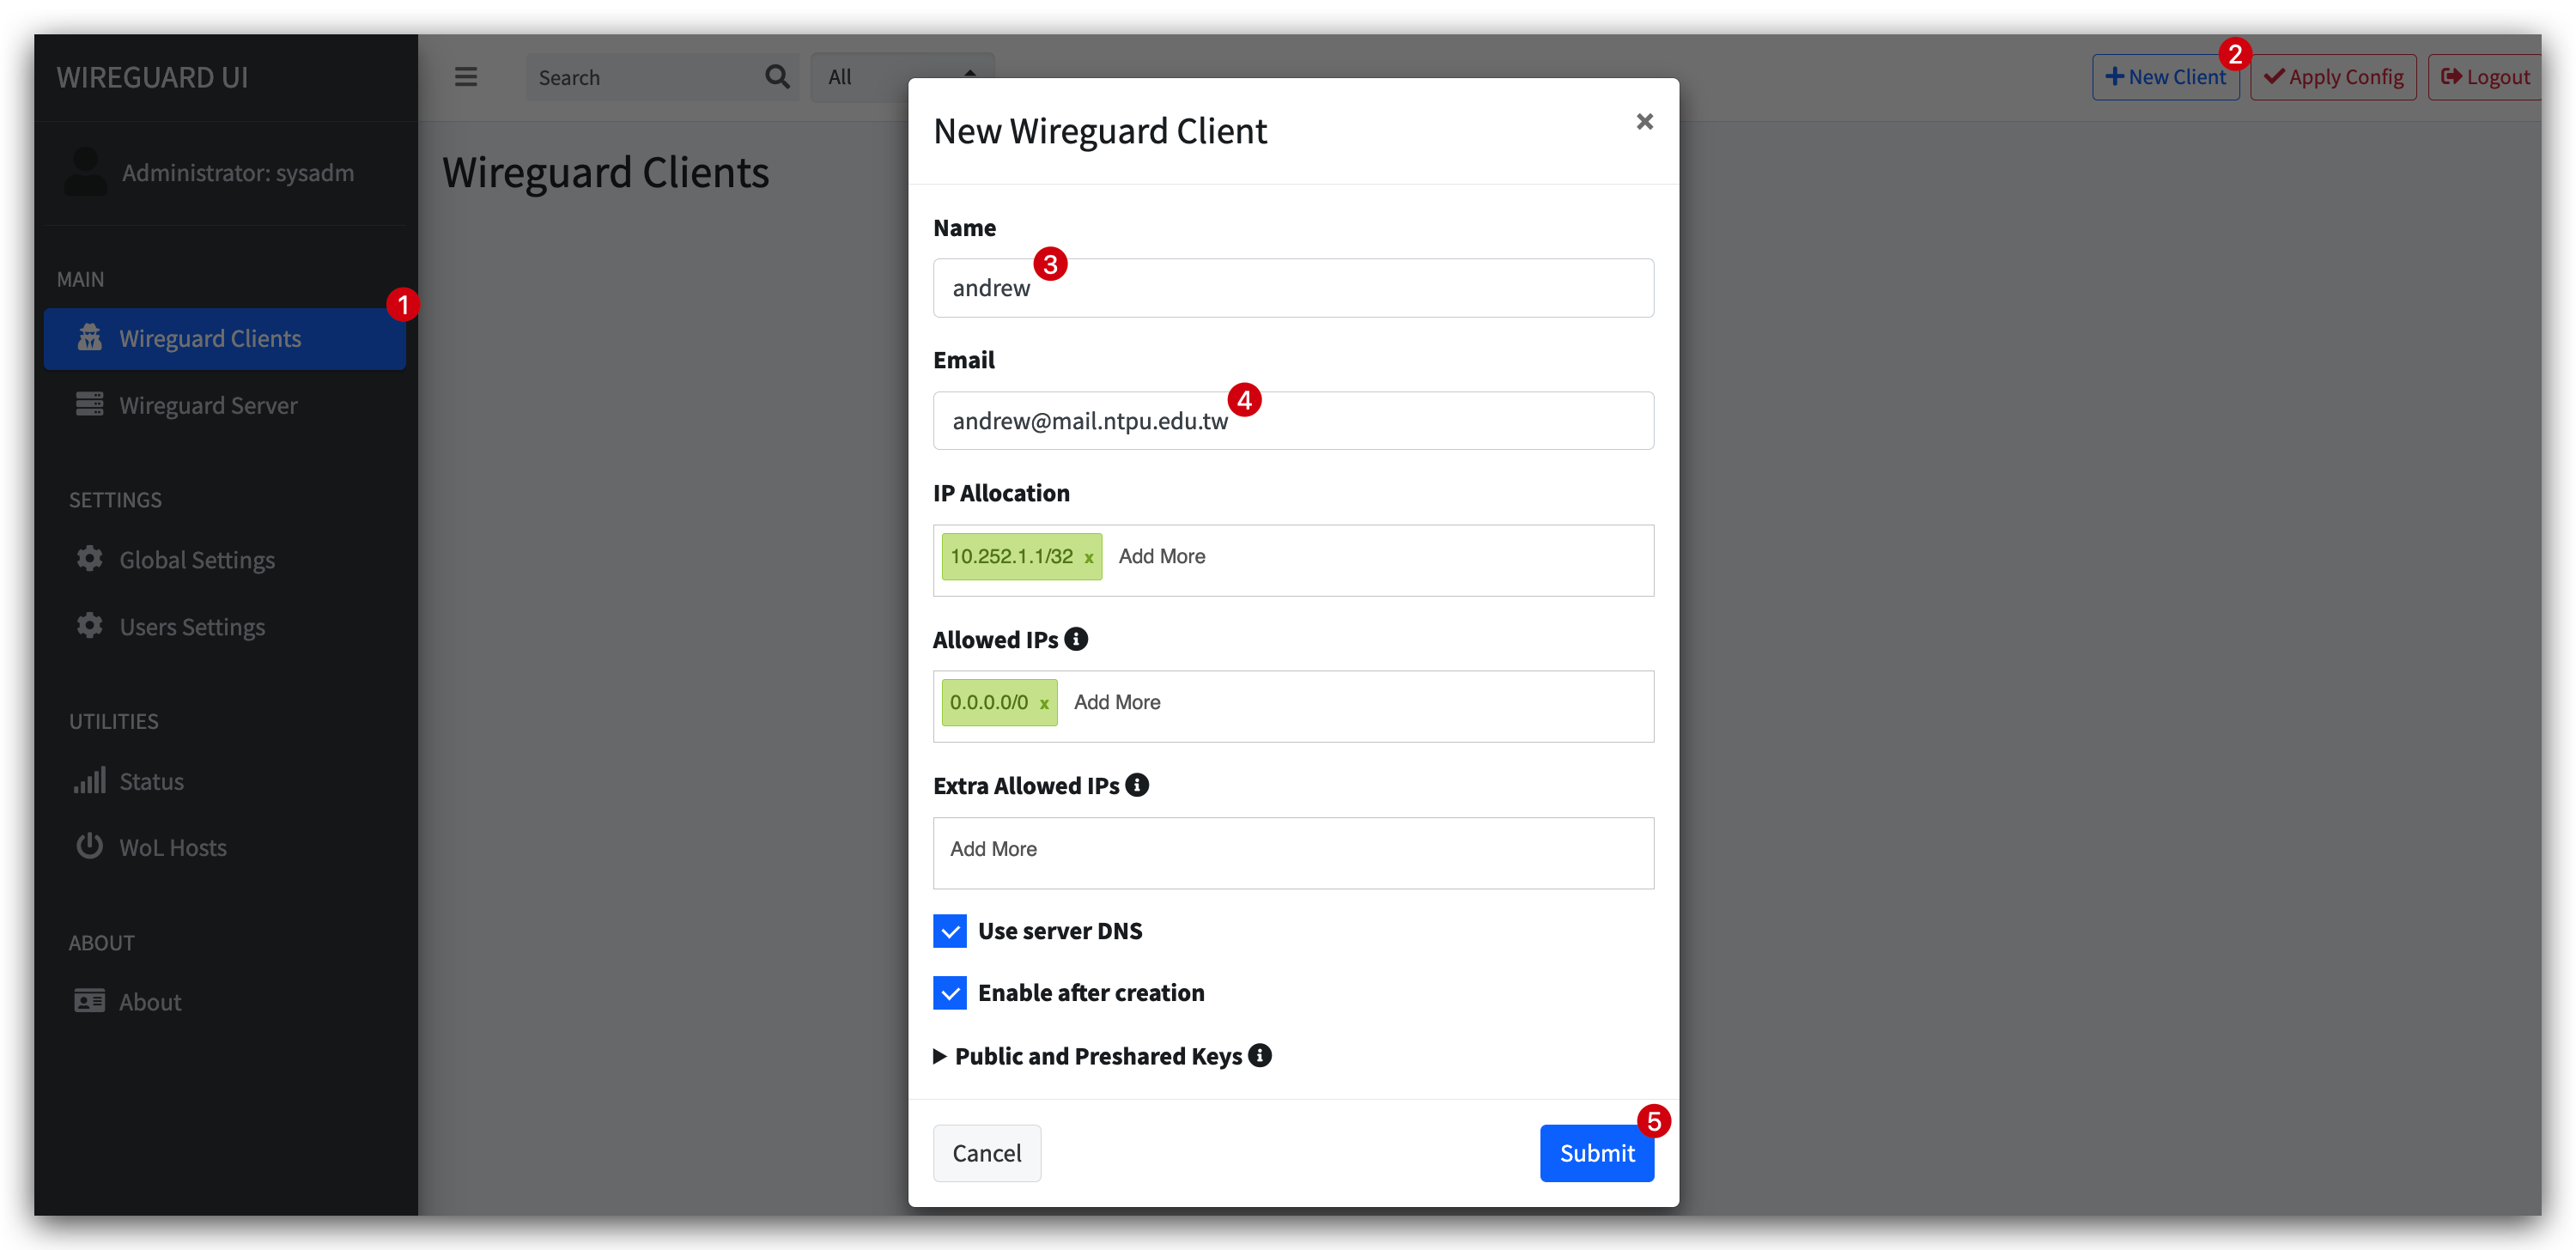 WIREGUARD UI
Search
All
New Client
2
Apply Config
Logout
Administrator: sysadm
Wireguard Clients
MAIN
1
Wireguard Clients
Wireguard Server
SETTINGS
Global Settings
Users Settings
UTILITIES
Status
WoL Hosts
ABOUT
About
New Wireguard Client
×
Name
3
andrew
Email
4
andrew@mail.ntpu.edu.tw
IP Allocation
10.252.1.1/32 x Add More
Allowed IPs
0.0.0.0/0 x Add More
Extra Allowed IPs
Add More
Use server DNS
Enable after creation
Public and Preshared Keys
5
Cancel
Submit